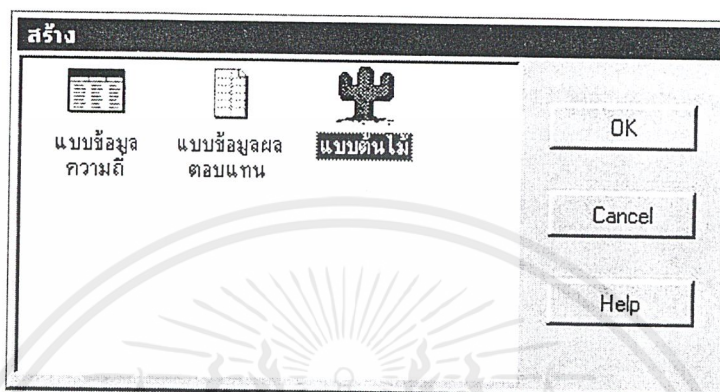 สร้าง
แบบข้อมูล
ความถี่
แบบข้อมูลผล
ตอบแทน
แบบต้นไม้
OK
Cancel
Help